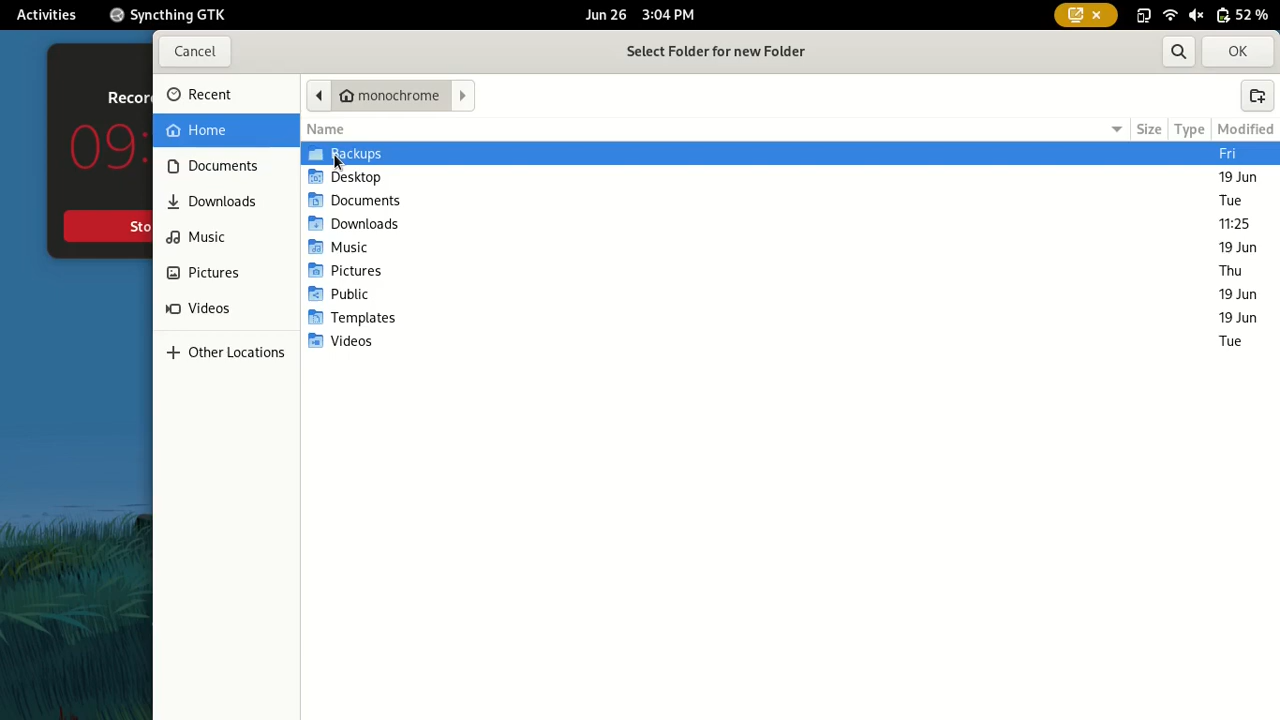 Activities Syncthing GTK Jun 26 3:04 PM 52 %
Cancel Select Folder for new Folder OK
09:
Recent
Home
Documents
Downloads
Music
Pictures
Videos
Other Locations
monochrome
Name Size Type Modified
Backups Fri
Desktop 19 Jun
Documents Tue
Downloads 11:25
Music 19 Jun
Pictures Thu
Public 19 Jun
Templates 19 Jun
Videos Tue